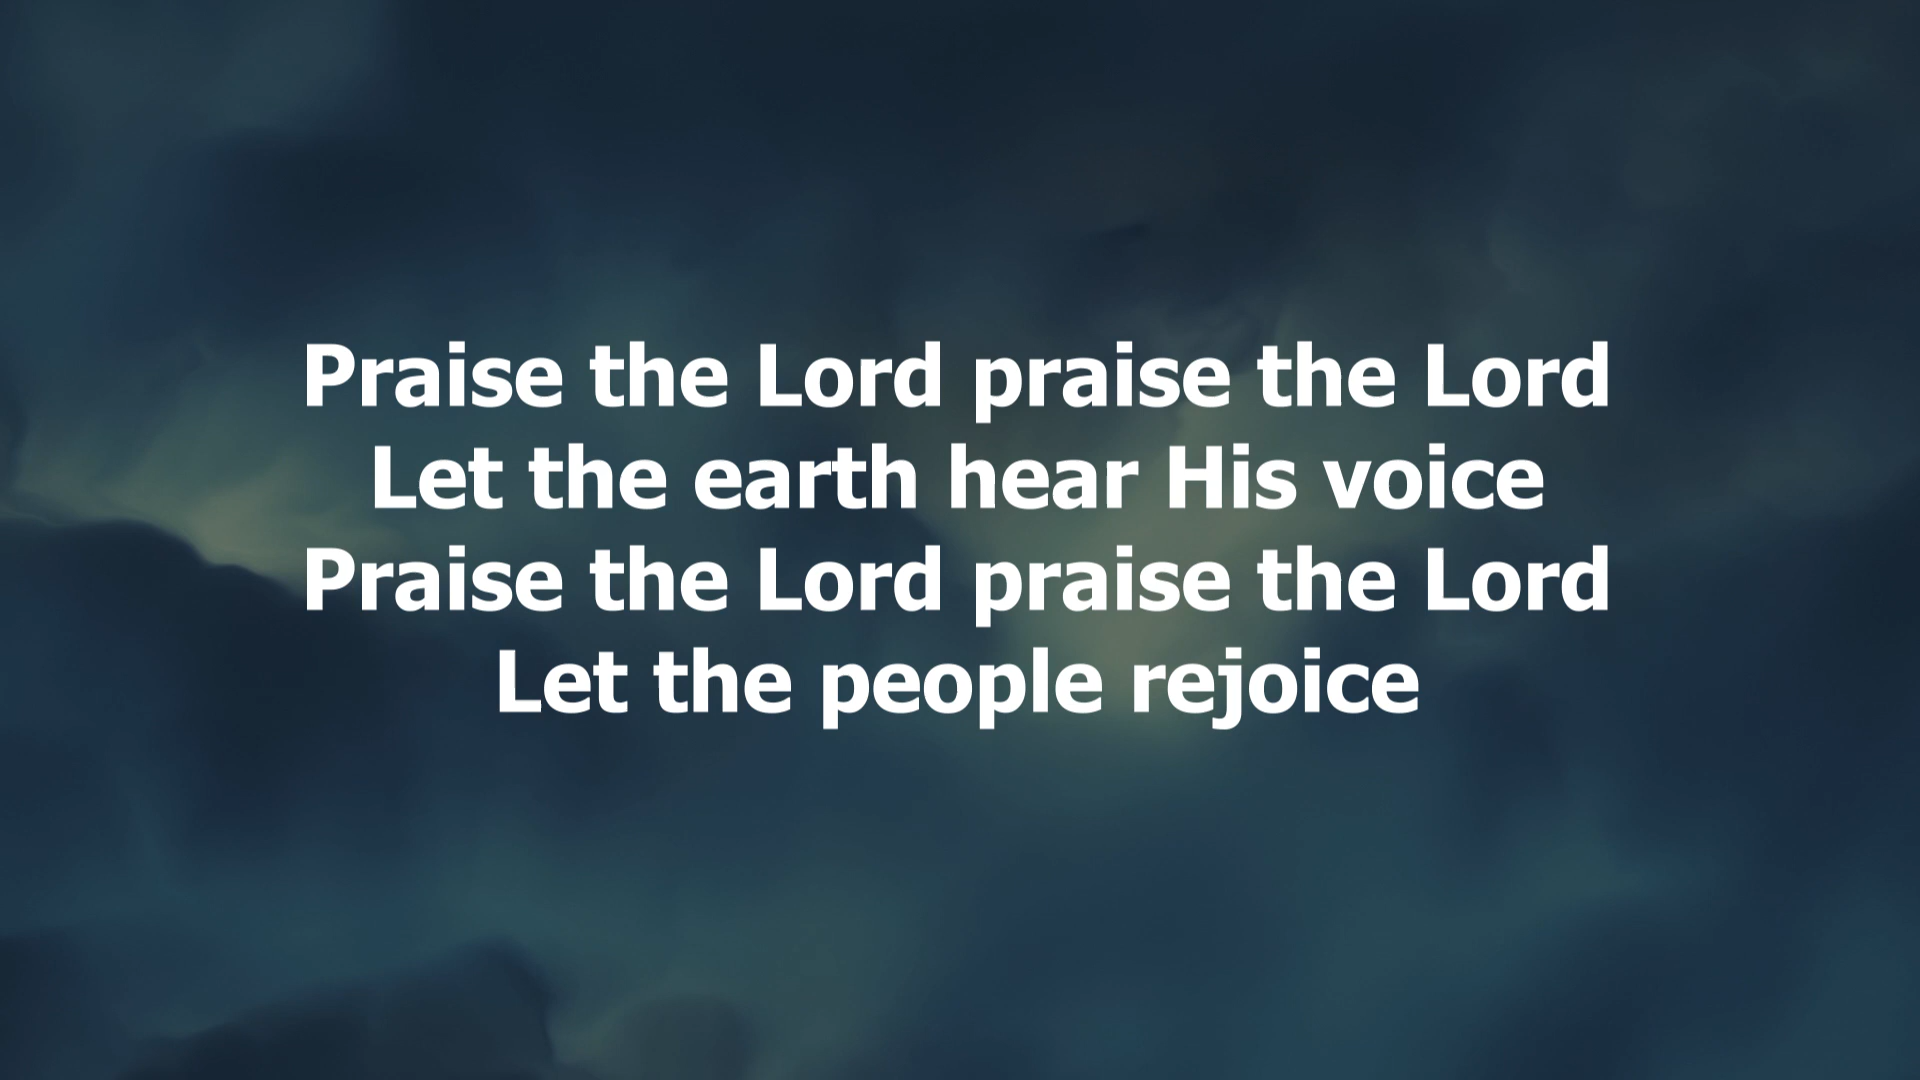 Praise the Lord praise the Lord
Let the earth hear His voice
Praise the Lord praise the Lord
Let the people rejoice